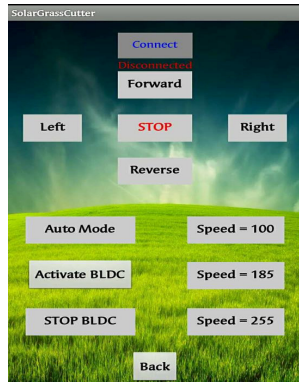 SolarGrassCutter
Connect
Disconnected
Forward
Left STOP Right
Reverse
Auto Mode Speed = 100
Activate BLDC Speed = 185
STOP BLDC Speed = 255
Back